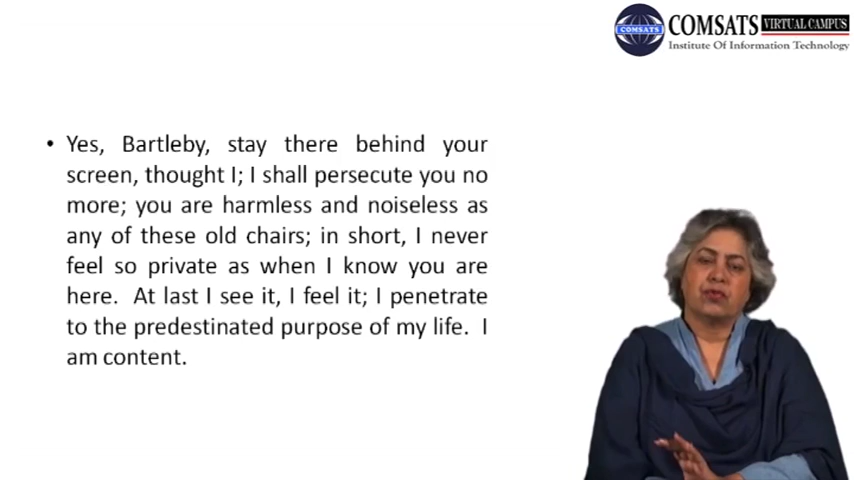 COMSATS
COMSATS VIRTUAL CAMPUS
Institute Of Information Technology
• Yes, Bartleby, stay there behind your
screen, thought I; I shall persecute you no
more; you are harmless and noiseless as
any of these old chairs; in short, I never
feel so private as when I know you are
here. At last I see it, I feel it; I penetrate
to the predestinated purpose of my life. I
am content.